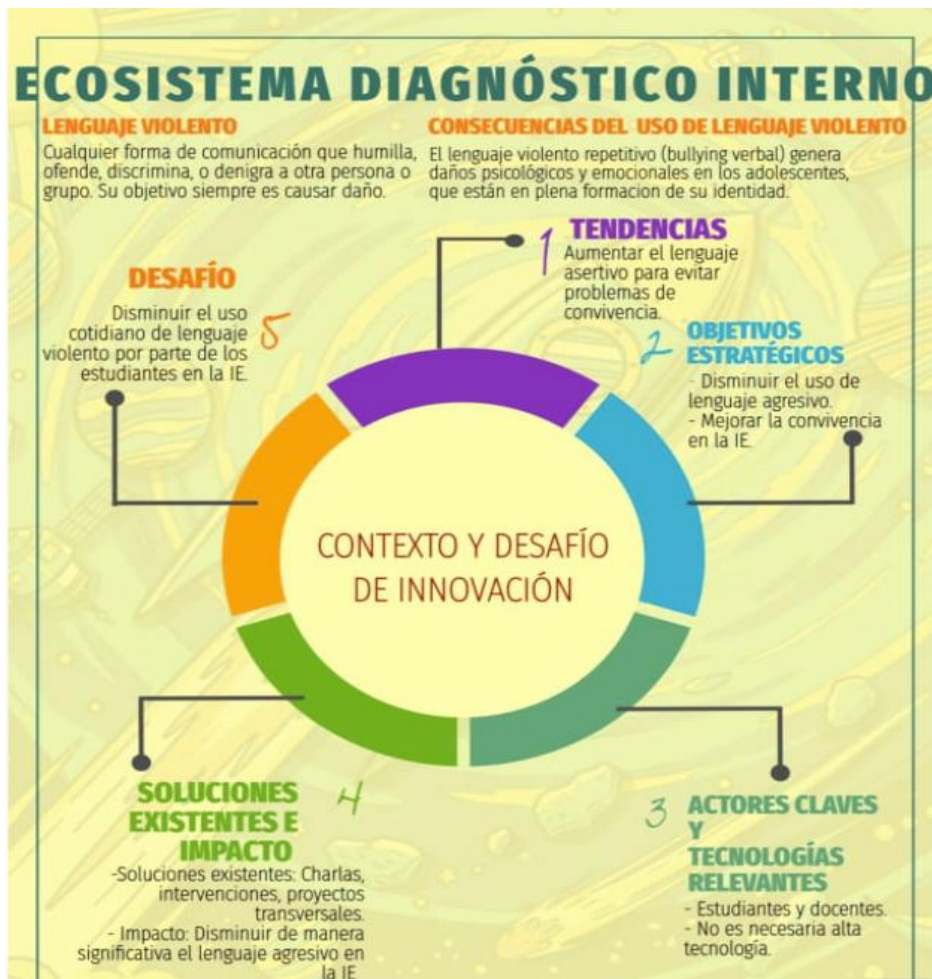 ECOSISTEMA DIAGNÓSTICO INTERNO
LENGUAJE VIOLENTO
Cualquier forma de comunicación que humilla,
ofende, discrimina, o denigra a otra persona o
grupo. Su objetivo siempre es causar daño.
CONSECUENCIAS DEL USO DE LENGUAJE VIOLENTO
El lenguaje violento repetitivo (bullying verbal) genera
daños psicológicos y emocionales en los adolescentes,
que están en plena formacion de su identidad.
1 TENDENCIAS
Aumentar el lenguaje
asertivo para evitar
problemas de
convivencia.
2 OBJETIVOS
ESTRATÉGICOS
- Disminuir el uso de
lenguaje agresivo.
- Mejorar la convivencia
en la IE.
3 ACTORES CLAVES
Y
TECNOLOGÍAS
RELEVANTES
- Estudiantes y docentes.
- No es necesaria alta
tecnología.
SOLUCIONES 4
EXISTENTES E
IMPACTO
-Soluciones existentes: Charlas,
intervenciones, proyectos
transversales.
- Impacto: Disminuir de manera
significativa el lenguaje agresivo en
la IE.
DESAFÍO
Disminuir el uso
cotidiano de lenguaje 5
violento por parte de los
estudiantes en la IE.
CONTEXTO Y DESAFÍO
DE INNOVACIÓN